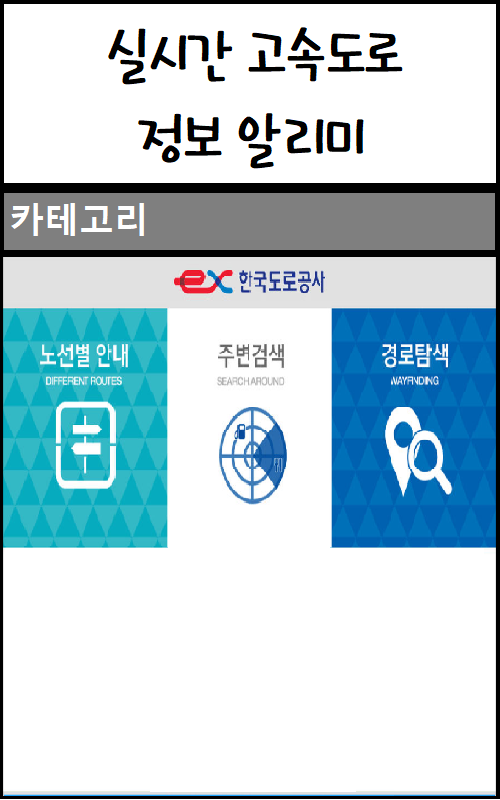 실시간 고속도로
정보 알리미
카테고리
ex 한국도로공사
노선별 안내
DIFFERENT ROUTES
주변검색
SEARCH AROUND
경로탐색
WAYFINDING